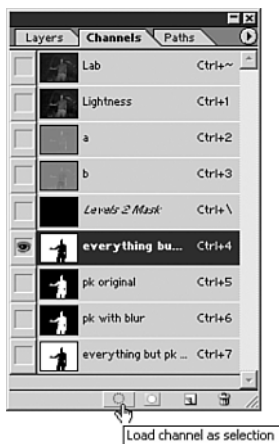 Layers Channels Paths
Lab Ctrl+~
Lightness Ctrl+1
a Ctrl+2
b Ctrl+3
Levels 2 Mask Ctrl+\
everything bu... Ctrl+4
pk original Ctrl+5
pk with blur Ctrl+6
everything but pk ... Ctrl+7
Load channel as selection